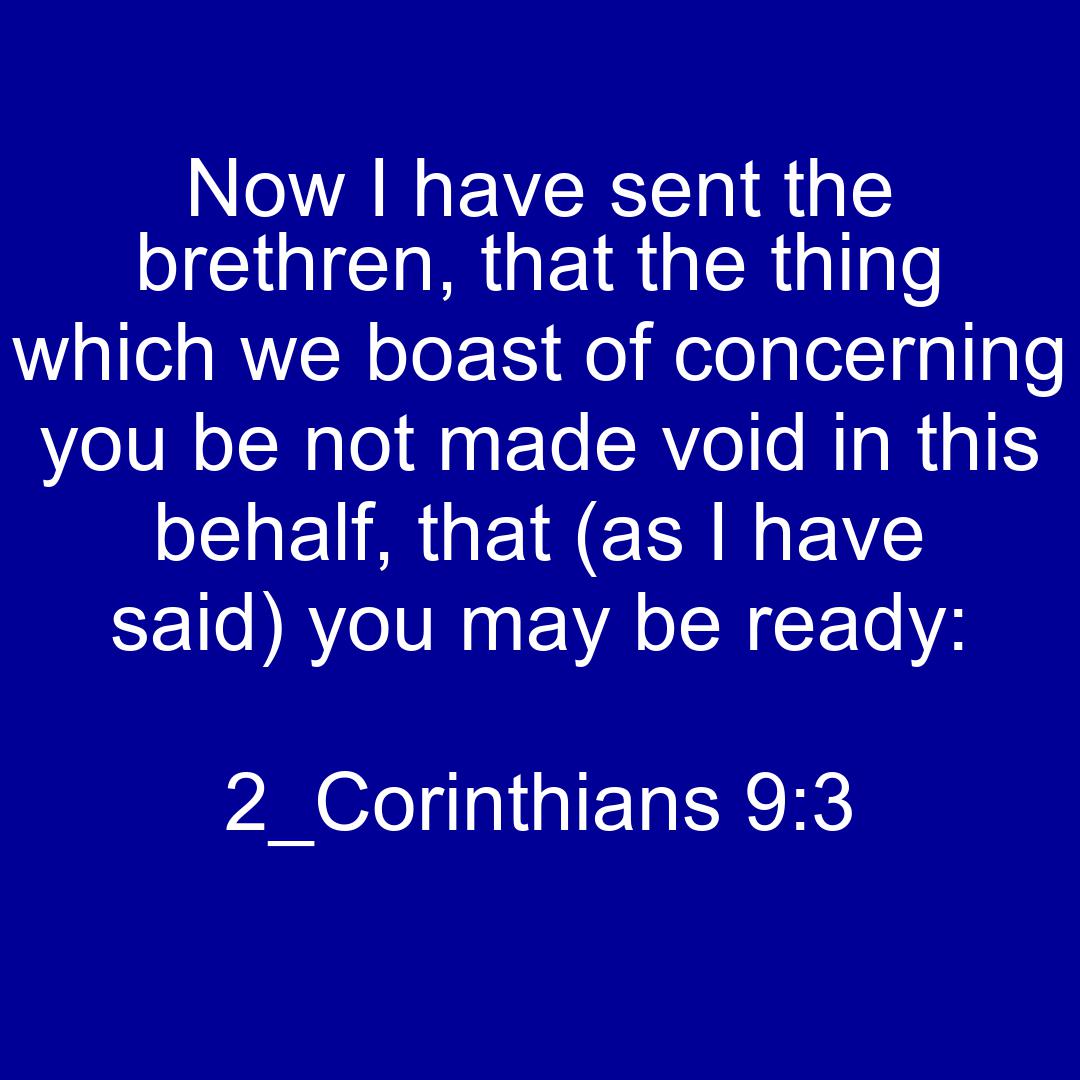 Now I have sent the
brethren, that the thing
which we boast of concerning
you be not made void in this
behalf, that (as I have
said) you may be ready:
2_Corinthians 9:3